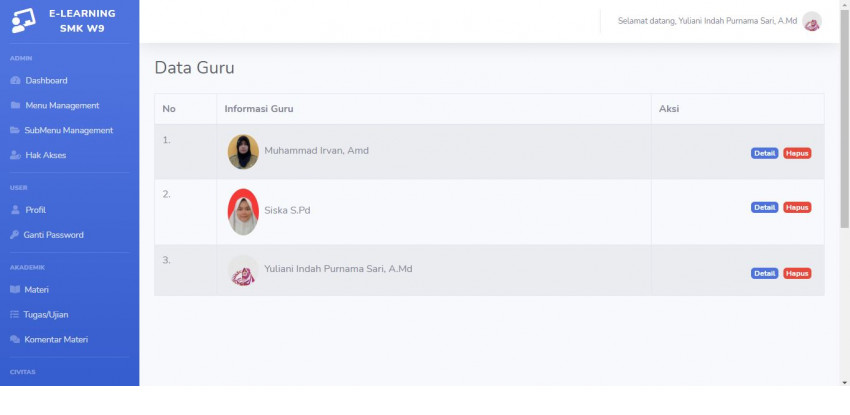 E-LEARNING
SMK W9
Selamat datang, Yuliani Indah Purnama Sari, A.Md
ADMIN
Dashboard
Menu Management
SubMenu Management
Hak Akses
USER
Profil
Ganti Password
AKADEMIK
Materi
Tugas/Ujian
Komentar Materi
CIVITAS
Data Guru
No Informasi Guru Aksi
1. Muhammad Irvan, Amd Detail Hapus
2. Siska S.Pd Detail Hapus
3. Yuliani Indah Purnama Sari, A.Md Detail Hapus